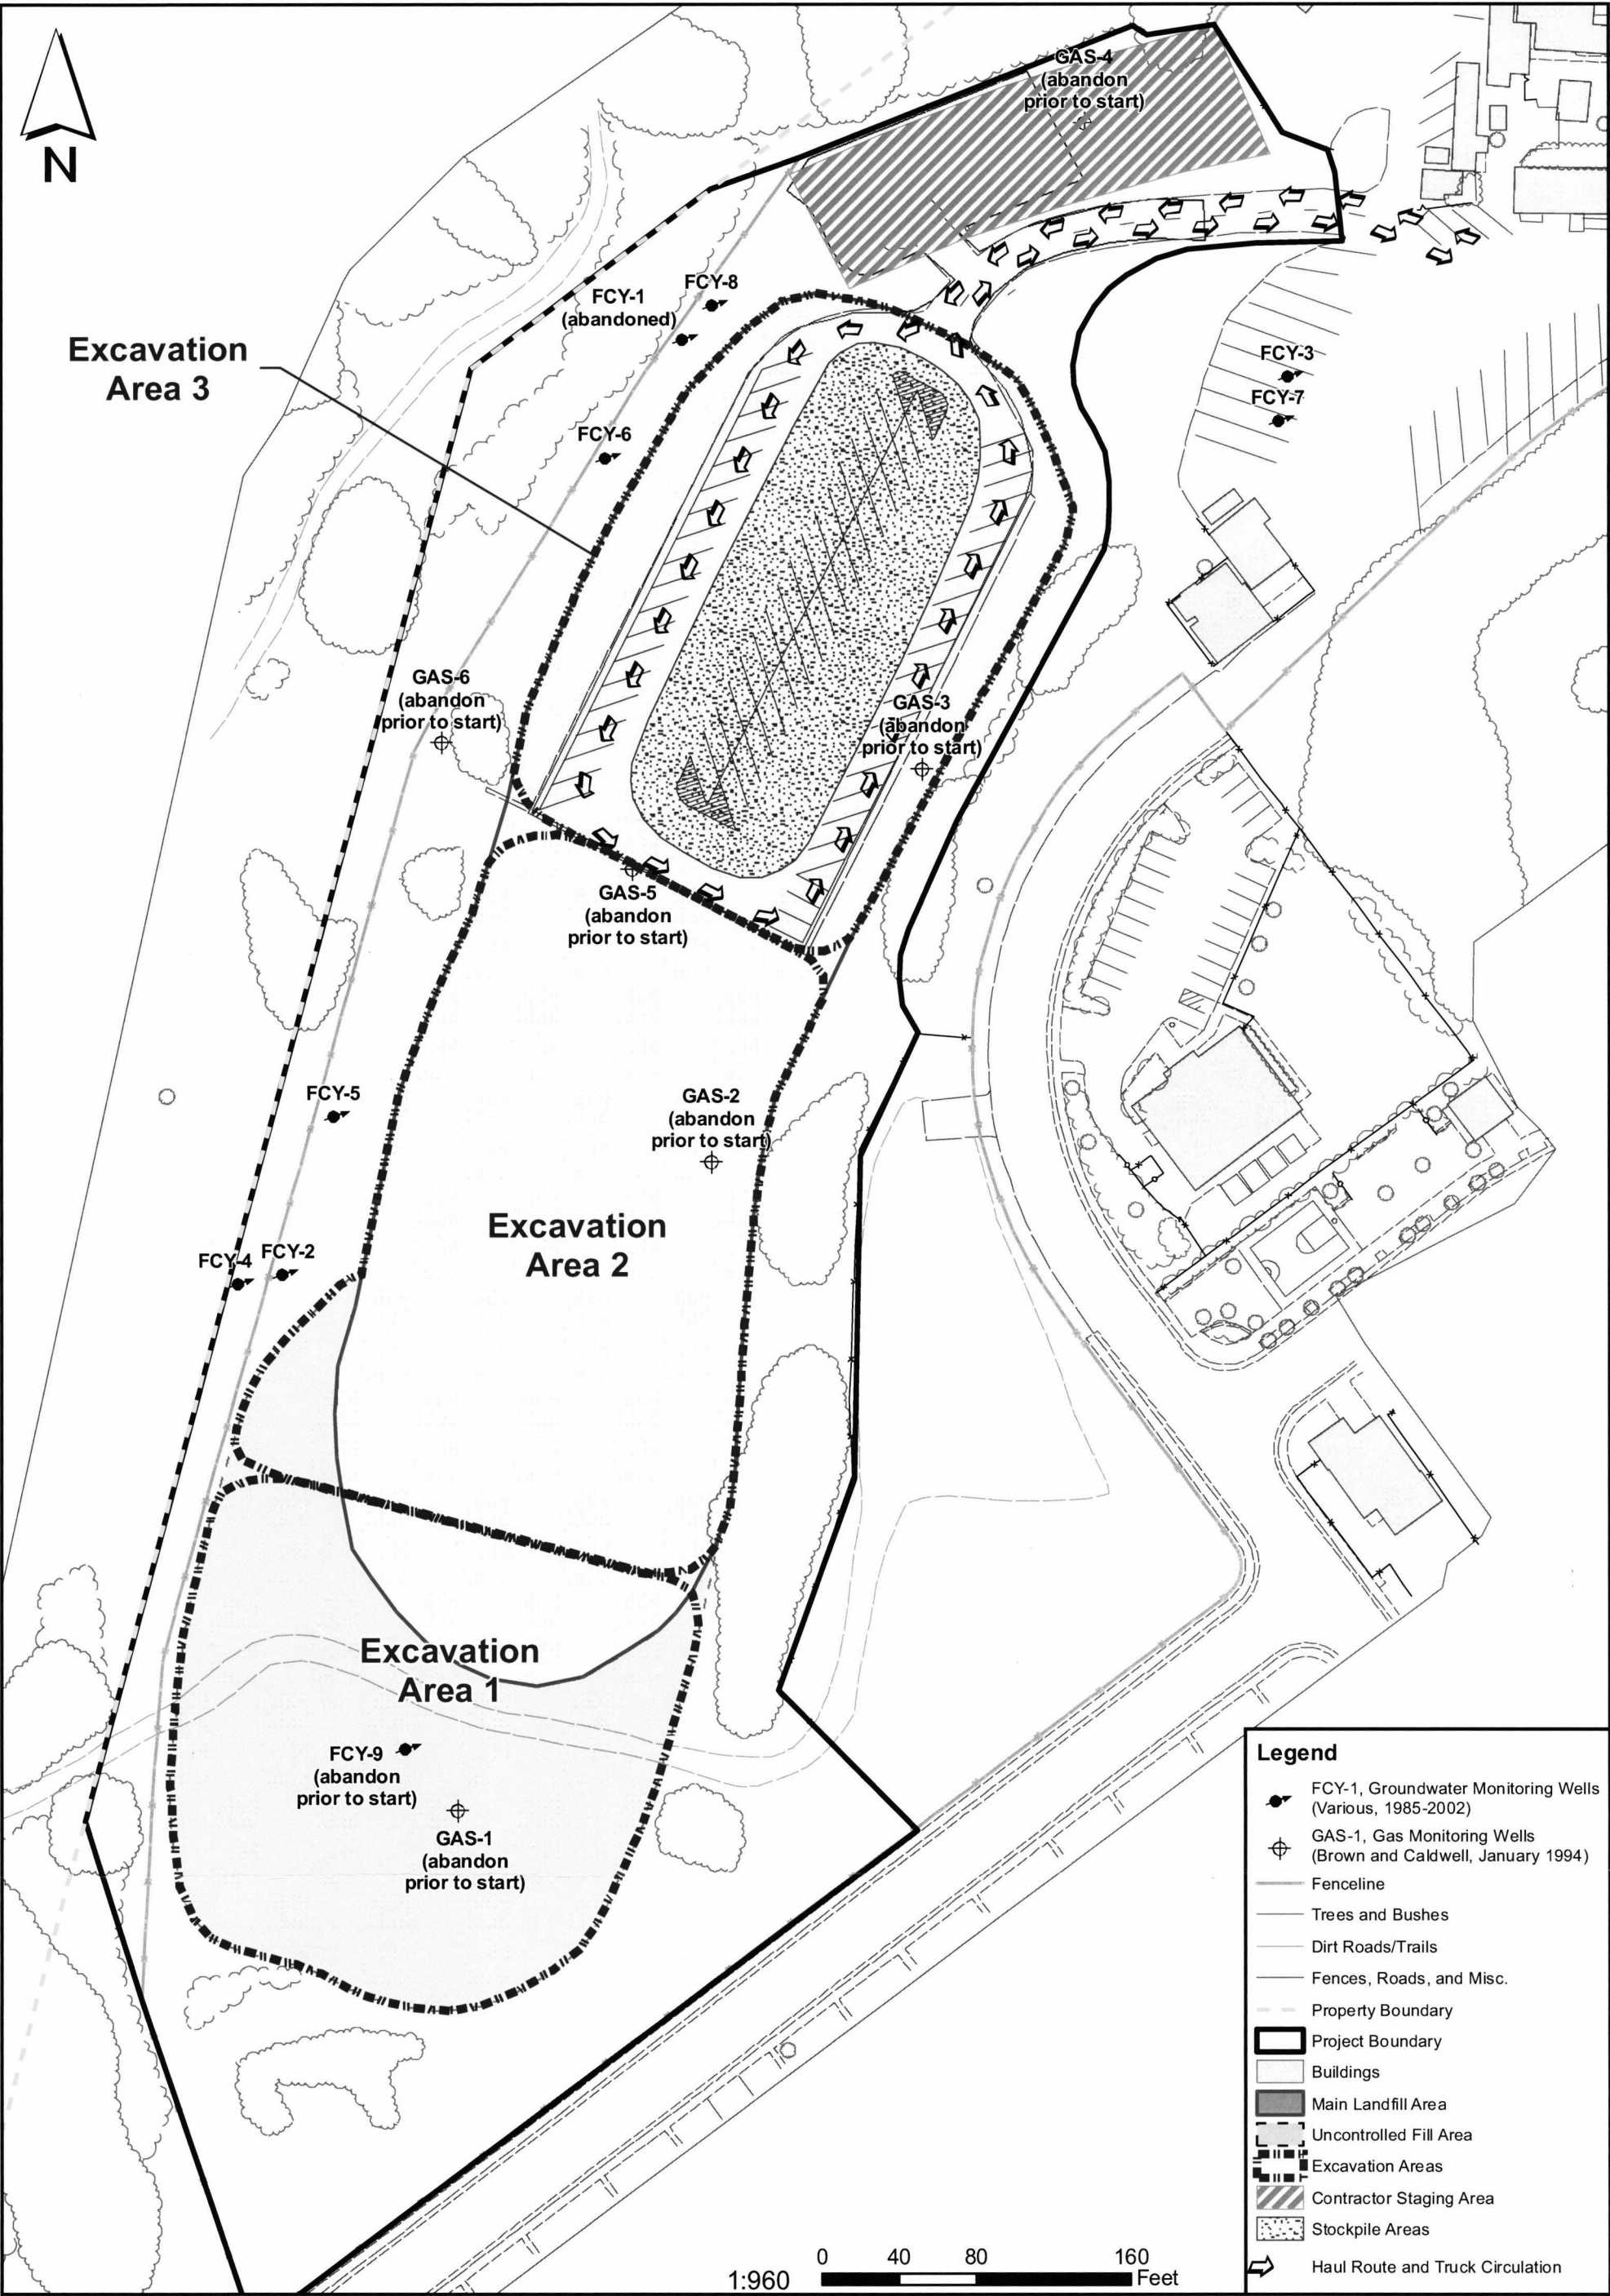 N
GAS-4
(abandon
prior to start)
FCY-8
FCY-1
(abandoned)
Excavation
Area 3
FCY-3
FCY-7
FCY-6
GAS-6
(abandon
prior to start)
GAS-3
(abandon
prior to start)
GAS-5
(abandon
prior to start)
FCY-5
GAS-2
(abandon
prior to start)
Excavation
Area 2
FCY-4
FCY-2
Excavation
Area 1
FCY-9
(abandon
prior to start)
GAS-1
(abandon
prior to start)
Legend
FCY-1, Groundwater Monitoring Wells
(Various, 1985-2002)
GAS-1, Gas Monitoring Wells
(Brown and Caldwell, January 1994)
Fenceline
Trees and Bushes
Dirt Roads/Trails
Fences, Roads, and Misc.
Property Boundary
Project Boundary
Buildings
Main Landfill Area
Uncontrolled Fill Area
Excavation Areas
Contractor Staging Area
Stockpile Areas
Haul Route and Truck Circulation
0 40 80 160
1:960 Feet